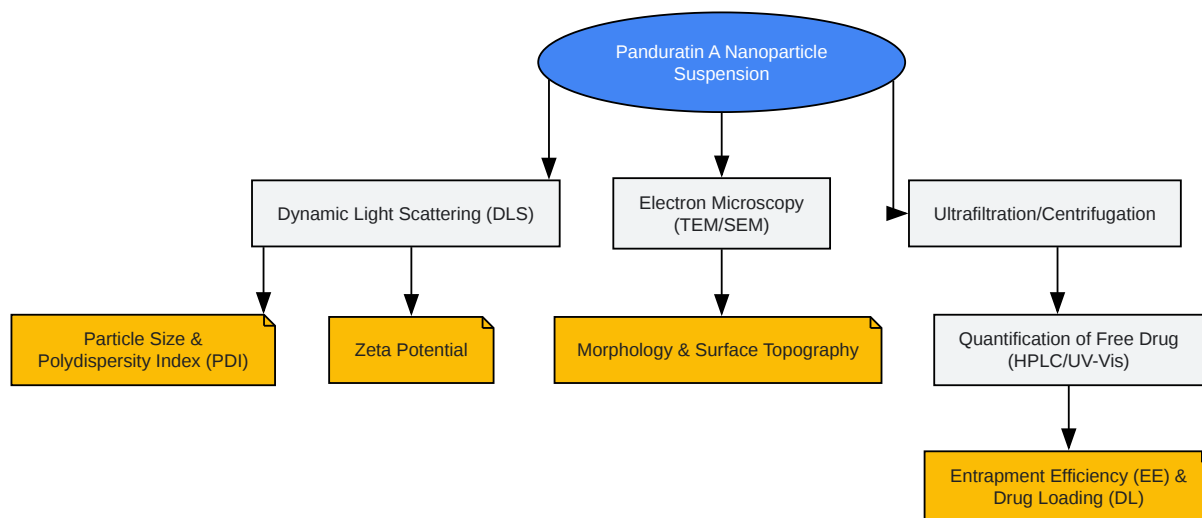 Panduratin A Nanoparticle
Suspension
Dynamic Light Scattering (DLS)
Electron Microscopy
(TEM/SEM)
Ultrafiltration/Centrifugation
Particle Size &
Polydispersity Index (PDI)
Zeta Potential
Morphology & Surface Topography
Quantification of Free Drug
(HPLC/UV-Vis)
Entrapment Efficiency (EE) &
Drug Loading (DL)